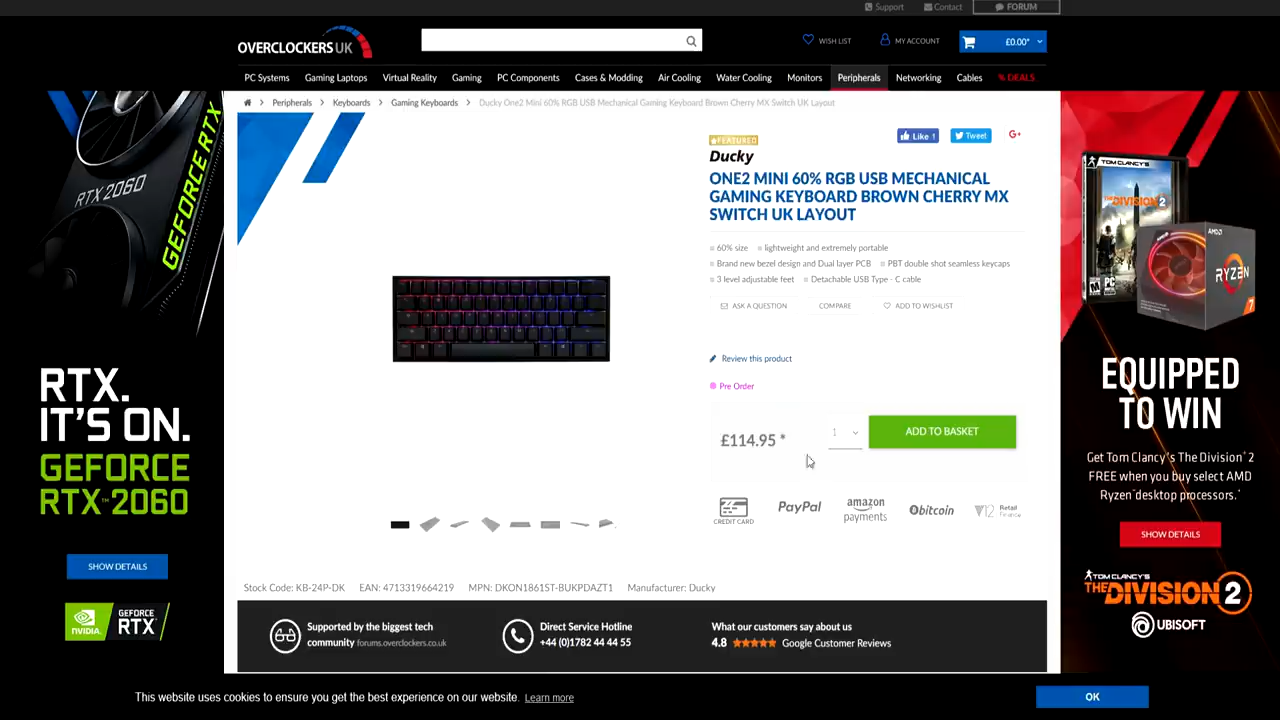 Support Contact FORUM
OVERCLOCKERS UK
WISH LIST MY ACCOUNT £0.00*
PC Systems Gaming Laptops Virtual Reality Gaming PC Components Cases & Modding Air Cooling Water Cooling Monitors Peripherals Networking Cables % DEALS
Peripherals Keyboards Gaming Keyboards Ducky One2 Mini 60% RGB USB Mechanical Gaming Keyboard Brown Cherry MX Switch UK Layout
FEATURED
Like 1 Tweet G+
Ducky
ONE2 MINI 60% RGB USB MECHANICAL
GAMING KEYBOARD BROWN CHERRY MX
SWITCH UK LAYOUT
60% size lightweight and extremely portable
Brand new bezel design and Dual layer PCB PBT double shot seamless keycaps
3 level adjustable feet Detachable USB Type - C cable
ASK A QUESTION COMPARE ADD TO WISHLIST
Review this product
Pre Order
£114.95 * 1 ADD TO BASKET
CREDIT CARD PayPal amazon payments bitcoin V12 Retail Finance
Stock Code: KB-24P-DK EAN: 4713319664219 MPN: DKON1861ST-BUKPDAZT1 Manufacturer: Ducky
Supported by the biggest tech
community forums.overclockers.co.uk
Direct Service Hotline
+44 (0)1782 44 44 55
What our customers say about us
4.8 Google Customer Reviews
This website uses cookies to ensure you get the best experience on our website. Learn more
OK
RTX 2060
GEFORCE RTX
RTX.
IT'S ON.
GEFORCE
RTX™2060
SHOW DETAILS
NVIDIA. GEFORCE RTX
TOM CLANCY'S
THE DIVISION 2
PC
AMD
RYZEN
7
EQUIPPED
TO WIN
Get Tom Clancy's The Division® 2
FREE when you buy select AMD
Ryzen™ desktop processors.*
SHOW DETAILS
TOM CLANCY'S
THE DIVISION 2
UBISOFT